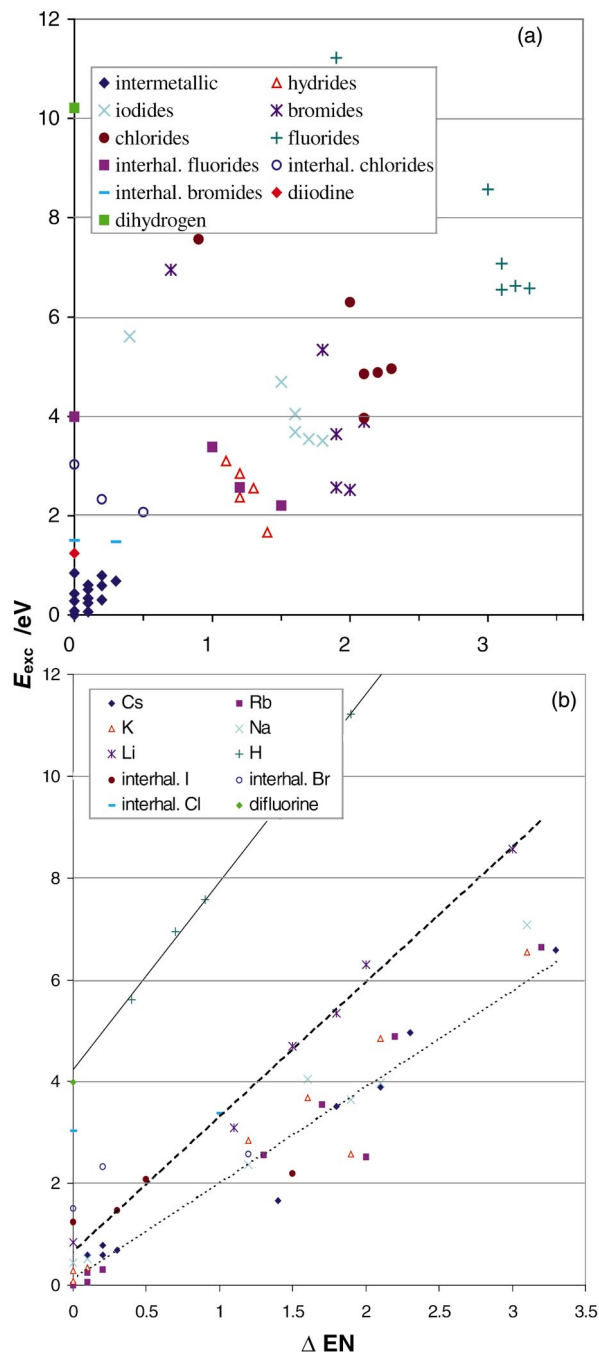 12
(a)
intermetallic hydrides
iodides bromides
chlorides fluorides
interhal. fluorides interhal. chlorides
interhal. bromides diiodine
dihydrogen
10
8
6
4
2
0
0 1 2 3
E exc /eV
12
(b)
Cs Rb
K Na
Li H
interhal. I interhal. Br
interhal. Cl difluorine
10
8
6
4
2
0
0 0.5 1 1.5 2 2.5 3 3.5
Δ EN